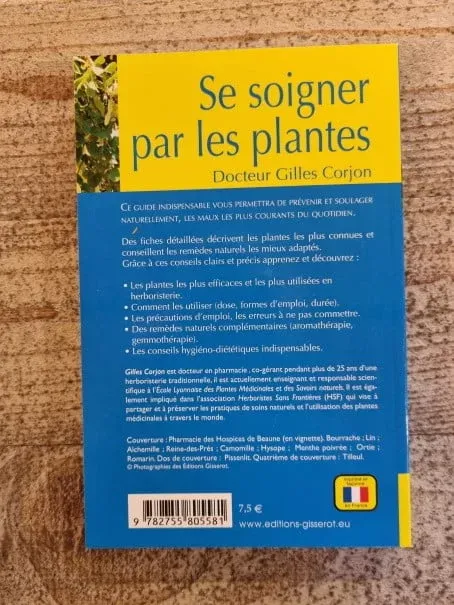 Se soigner
par les plantes
Docteur Gilles Corjon
CE GUIDE INDISPENSABLE VOUS PERMETTRA DE PRÉVENIR ET SOULAGER
NATURELLEMENT, LES MAUX LES PLUS COURANTS DU QUOTIDIEN.
Des fiches détaillées décrivent les plantes les plus connues et
conseillent les remèdes naturels les mieux adaptés.
Grâce à ces conseils clairs et précis apprenez et découvrez :
• Les plantes les plus efficaces et les plus utilisées en
herboristerie.
• Comment les utiliser (dose, formes d'emploi, durée).
• Les précautions d'emploi, les erreurs à ne pas commettre.
• Des remèdes naturels complémentaires (aromathérapie,
gemmothérapie).
• Les conseils hygiéno-diététiques indispensables.
Gilles Corjon est docteur en pharmacie, co-gérant pendant plus de 25 ans d'une
herboristerie traditionnelle, il est actuellement enseignant et responsable scien-
tifique à l'École Lyonnaise des Plantes Médicinales et des Savoirs naturels. Il est éga-
lement impliqué dans l'association Herboristes Sans Frontières (HSF) qui vise à
partager et à préserver les pratiques de soins naturels et l'utilisation des plantes
médicinales à travers le monde.
Couverture : Pharmacie des Hospices de Beaune (en vignette). Bourrache ; Lin ;
Alchemille ; Reine-des-Prés ; Camomille ; Hysope ; Menthe poivrée ; Ortie ;
Romarin. Dos de couverture : Pissenlit. Quatrième de couverture : Tilleul.
© Photographies des Éditions Gisserot.
9 782755 805581
7,5 €
www.editions-gisserot.eu
en France